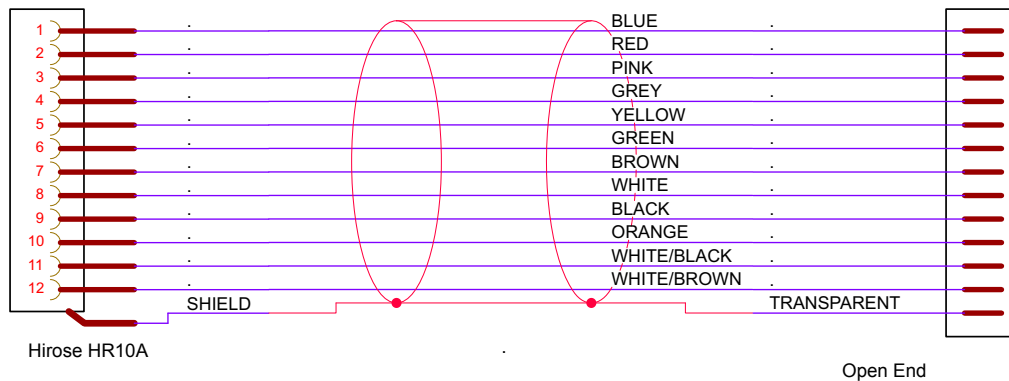 1 BLUE
2 RED
3 PINK
4 GREY
5 YELLOW
6 GREEN
7 BROWN
8 WHITE
9 BLACK
10 ORANGE
11 WHITE/BLACK
12 WHITE/BROWN
SHIELD TRANSPARENT
Hirose HR10A
Open End